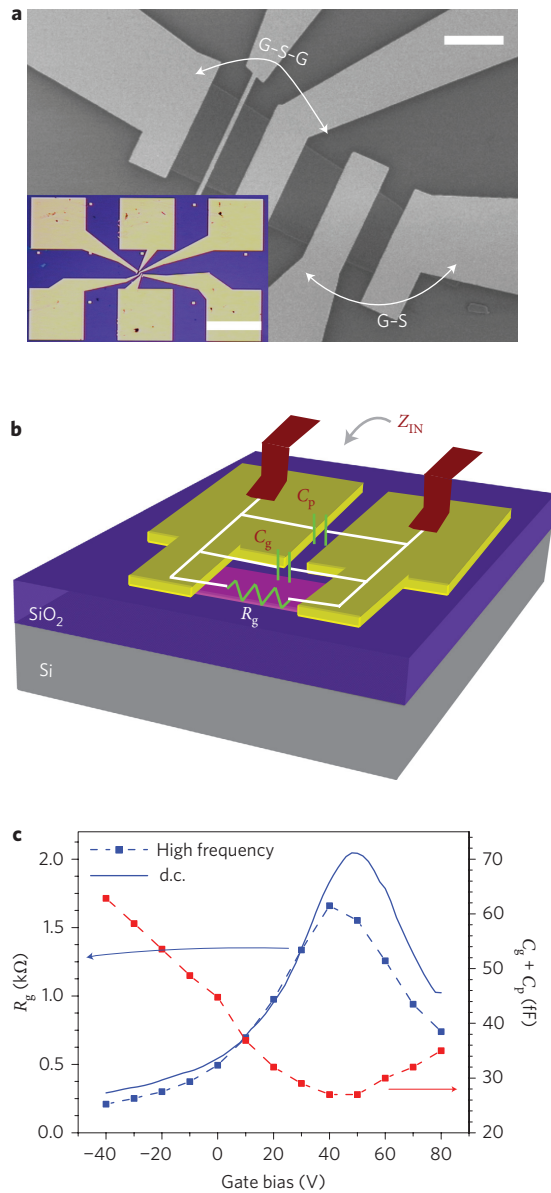 a
G–S–G
G–S
b
Z_IN
C_p
C_g
R_g
SiO₂
Si
c
High frequency
d.c.
2.0
1.5
1.0
0.5
0.0
R_g (kΩ)
70
60
50
40
30
20
C_g + C_p (fF)
−40 −20 0 20 40 60 80
Gate bias (V)